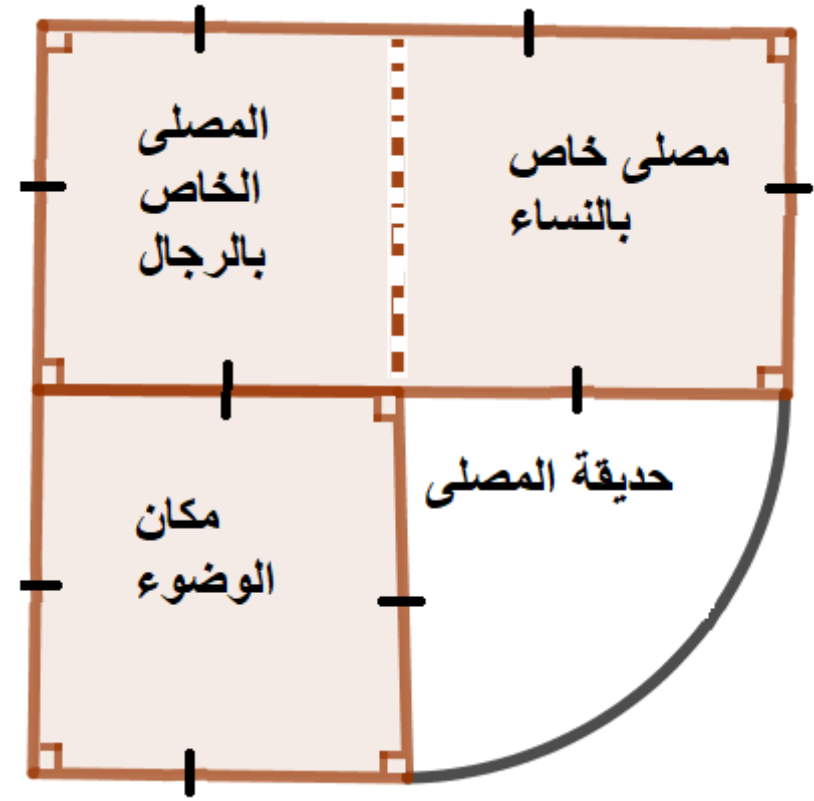 المصلى
الخاص
بالرجال
مصلى خاص
بالنساء
حديقة المصلى
مكان
الوضوء